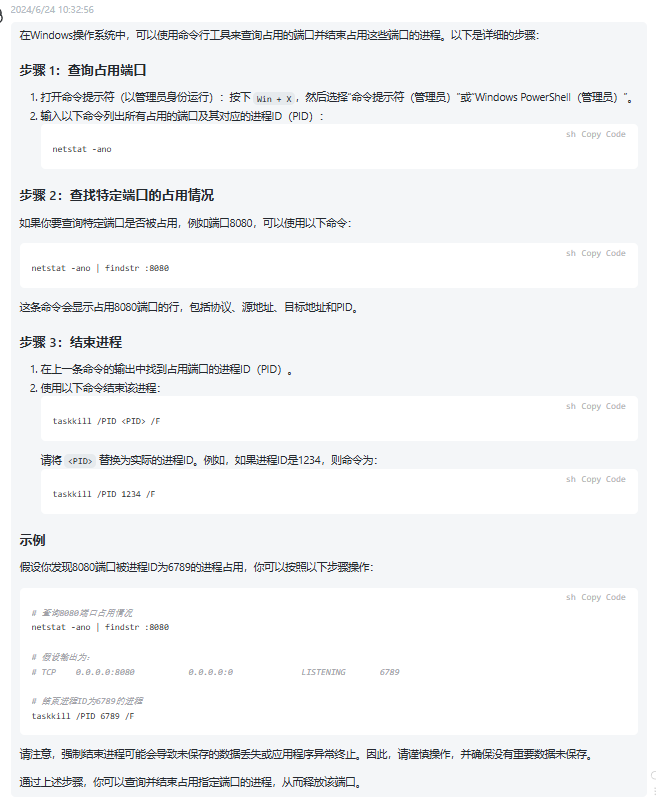 2024/6/24 10:32:56
在Windows操作系统中，可以使用命令行工具来查询占用的端口并结束占用这些端口的进程。以下是详细的步骤：
步骤 1：查询占用端口
1. 打开命令提示符（以管理员身份运行）：按下 Win + X，然后选择“命令提示符（管理员）”或“Windows PowerShell（管理员）”。
2. 输入以下命令列出所有占用的端口及其对应的进程ID（PID）：
sh Copy Code
netstat -ano
步骤 2：查找特定端口的占用情况
如果你要查询特定端口是否被占用，例如端口8080，可以使用以下命令：
sh Copy Code
netstat -ano | findstr :8080
这条命令会显示占用8080端口的行，包括协议、源地址、目标地址和PID。
步骤 3：结束进程
1. 在上一条命令的输出中找到占用端口的进程ID（PID）。
2. 使用以下命令结束该进程：
sh Copy Code
taskkill /PID <PID> /F
请将 <PID> 替换为实际的进程ID。例如，如果进程ID是1234，则命令为：
sh Copy Code
taskkill /PID 1234 /F
示例
假设你发现8080端口被进程ID为6789的进程占用，你可以按照以下步骤操作：
sh Copy Code
# 查询8080端口占用情况
netstat -ano | findstr :8080
# 假设输出为：
# TCP    0.0.0.0:8080           0.0.0.0:0              LISTENING       6789
# 结束进程ID为6789的进程
taskkill /PID 6789 /F
请注意，强制结束进程可能会导致未保存的数据丢失或应用程序异常终止。因此，请谨慎操作，并确保没有重要数据未保存。
通过上述步骤，你可以查询并结束占用指定端口的进程，从而释放该端口。